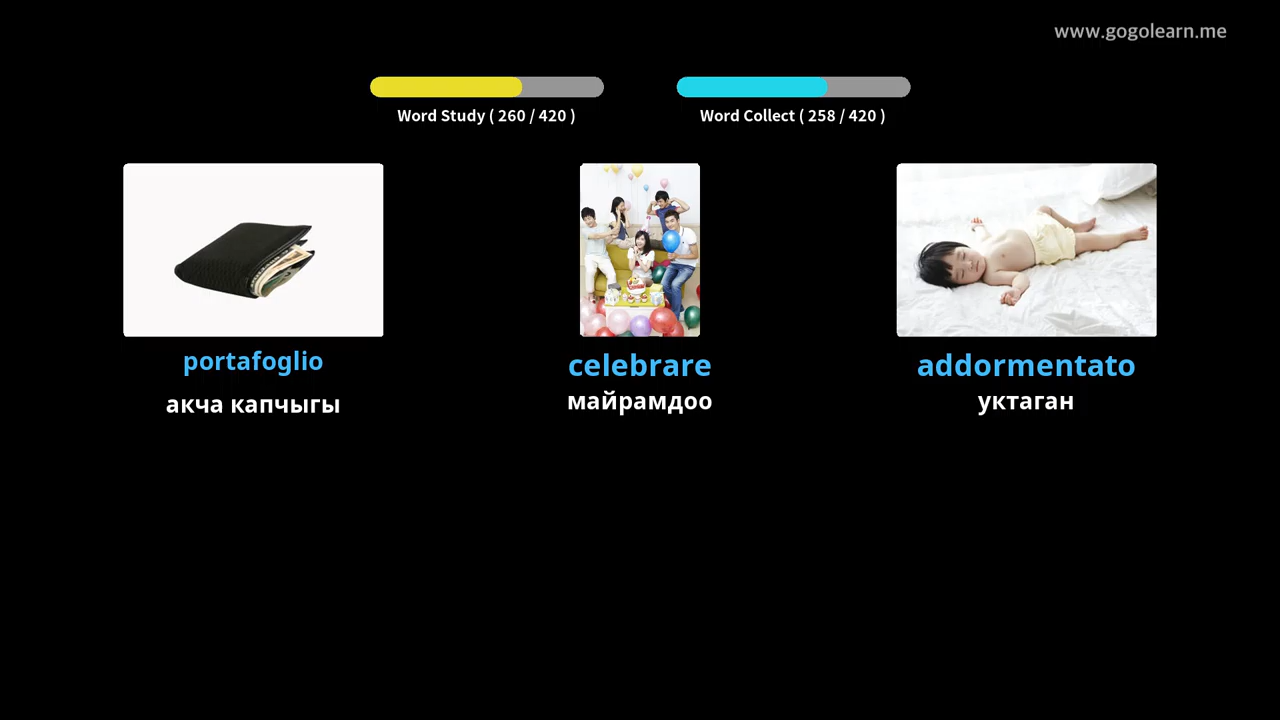 www.gogolearn.me
Word Study ( 260 / 420 )
Word Collect ( 258 / 420 )
portafoglio
акча капчыгы
celebrare
майрамдоо
addormentato
уктаган